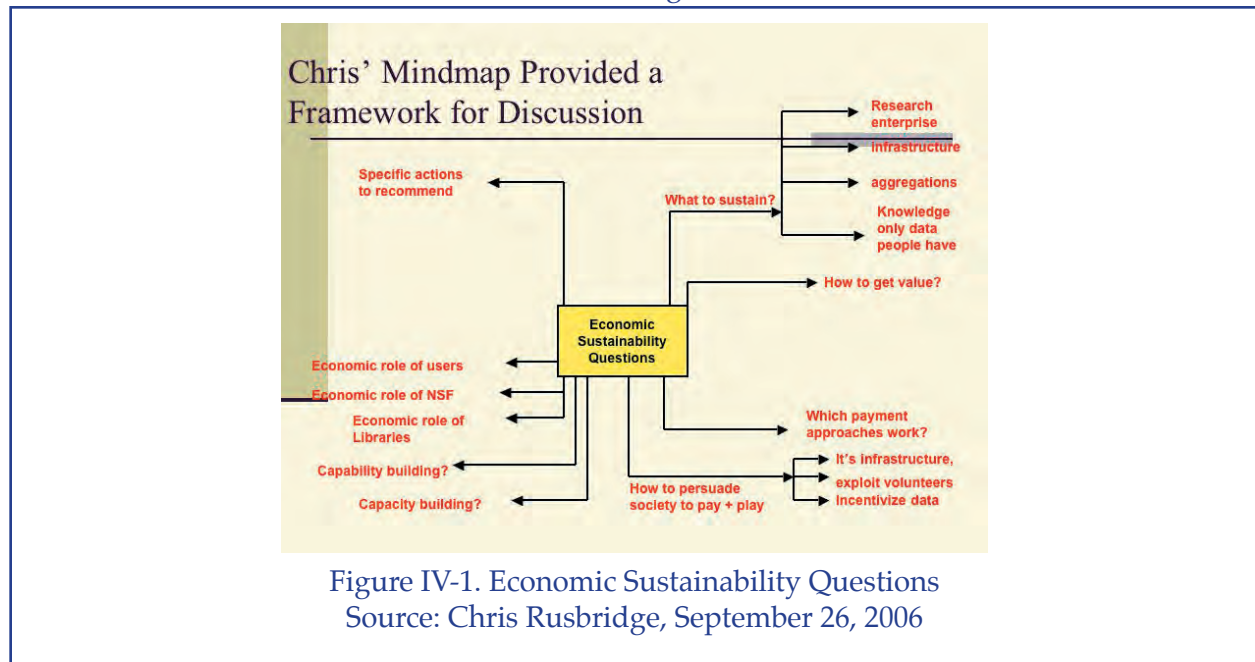 Chris' Mindmap Provided a
Framework for Discussion
Research
enterprise
infrastructure
Specific actions
to recommend
aggregations
What to sustain?
Knowledge
only data
people have
How to get value?
Economic
Sustainability
Questions
Economic role of users
Economic role of NSF
Economic role of
Libraries
Which payment
approaches work?
Capability building?
It's infrastructure,
How to persuade
society to pay + play
exploit volunteers
Incentivize data
Capacity building?
Figure IV-1. Economic Sustainability Questions
Source: Chris Rusbridge, September 26, 2006